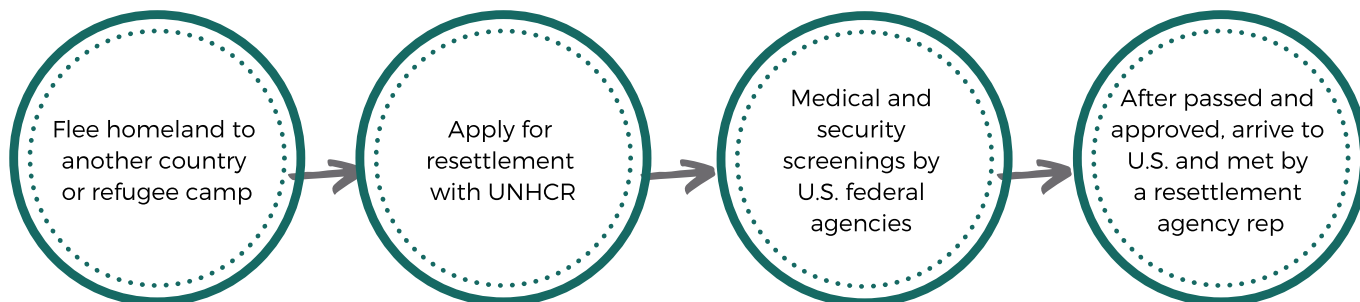 Flee homeland to
another country
or refugee camp
Apply for
resettlement
with UNHCR
Medical and
security
screenings by
U.S. federal
agencies
After passed and
approved, arrive to
U.S. and met by
a resettlement
agency rep